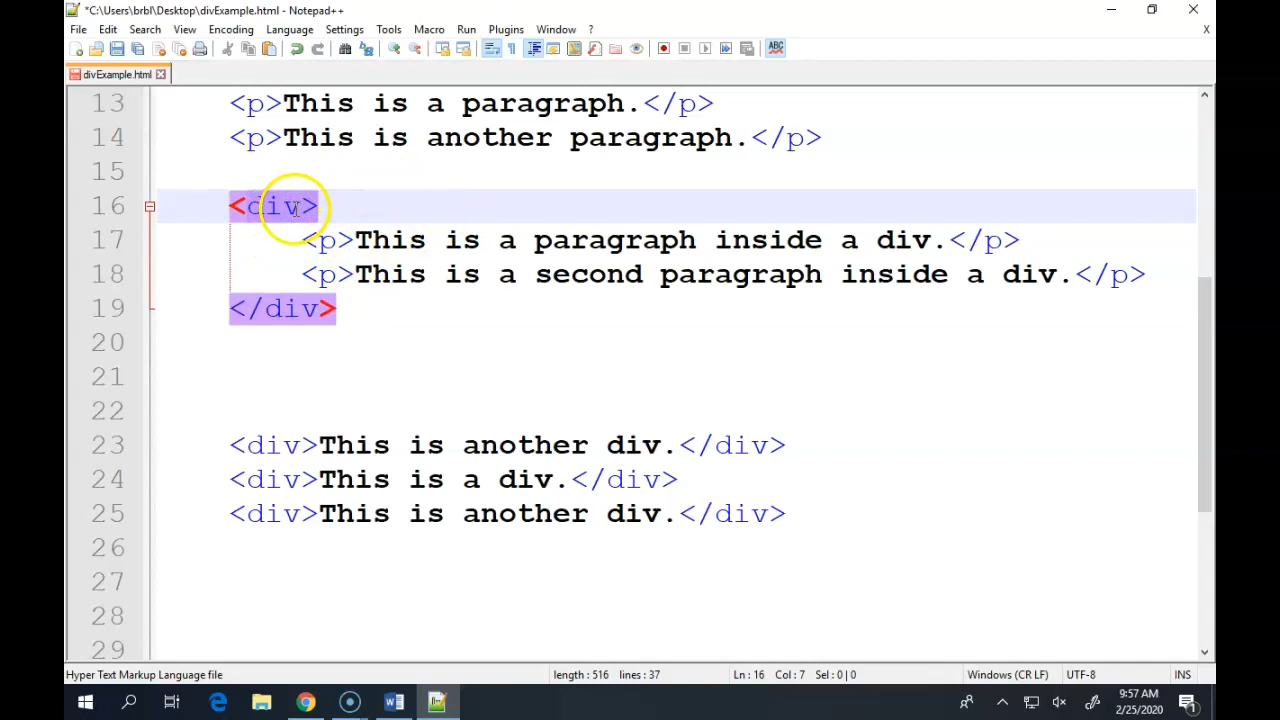 *C:\Users\brbl\Desktop\divExample.html - Notepad++
File Edit Search View Encoding Language Settings Tools Macro Run Plugins Window ? X
ABC
divExample.html
13 <p>This is a paragraph.</p>
14 <p>This is another paragraph.</p>
15
16 <div>
17 <p>This is a paragraph inside a div.</p>
18 <p>This is a second paragraph inside a div.</p>
19 </div>
20
21
22
23 <div>This is another div.</div>
24 <div>This is a div.</div>
25 <div>This is another div.</div>
26
27
28
29
Hyper Text Markup Language file length : 516 lines : 37 Ln : 16 Col : 7 Sel : 0 | 0 Windows (CR LF) UTF-8 INS
9:57 AM
2/25/2020
1